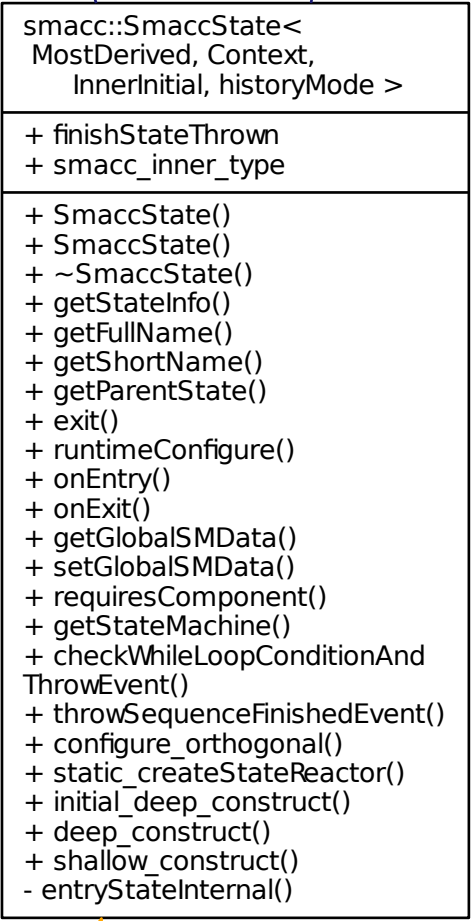 smacc::SmaccState<
MostDerived, Context,
InnerInitial, historyMode >
+ finishStateThrown
+ smacc_inner_type
+ SmaccState()
+ SmaccState()
+ ~SmaccState()
+ getStateInfo()
+ getFullName()
+ getShortName()
+ getParentState()
+ exit()
+ runtimeConfigure()
+ onEntry()
+ onExit()
+ getGlobalSMData()
+ setGlobalSMData()
+ requiresComponent()
+ getStateMachine()
+ checkWhileLoopConditionAnd
ThrowEvent()
+ throwSequenceFinishedEvent()
+ configure_orthogonal()
+ static_createStateReactor()
+ initial_deep_construct()
+ deep_construct()
+ shallow_construct()
- entryStateInternal()